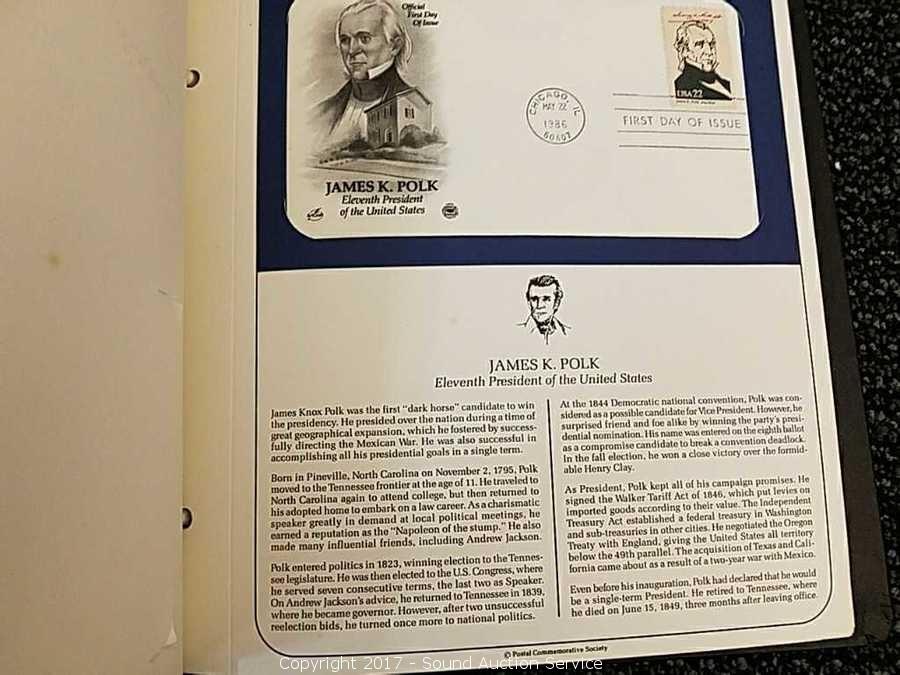 Official
First Day
Of Issue
USA 22
CHICAGO, IL
MAY 22
1986
60607
FIRST DAY OF ISSUE
JAMES K. POLK
Eleventh President
of the United States
JAMES K. POLK
Eleventh President of the United States
James Knox Polk was the first "dark horse" candidate to win
the presidency. He presided over the nation during a time of
great geographical expansion, which he fostered by success-
fully directing the Mexican War. He was also successful in
accomplishing all his presidential goals in a single term.
Born in Pineville, North Carolina on November 2, 1795, Polk
moved to the Tennessee frontier at the age of 11. He traveled to
North Carolina again to attend college, but then returned to
his adopted home to embark on a law career. As a charismatic
speaker greatly in demand at local political meetings, he
earned a reputation as the "Napoleon of the stump." He also
made many influential friends, including Andrew Jackson.
Polk entered politics in 1823, winning election to the Tennes-
see legislature. He was then elected to the U.S. Congress, where
he served seven consecutive terms, the last two as Speaker.
On Andrew Jackson's advice, he returned to Tennessee in 1839,
where he became governor. However, after two unsuccessful
reelection bids, he turned once more to national politics.
At the 1844 Democratic national convention, Polk was con-
sidered as a possible candidate for Vice President. However, he
surprised friend and foe alike by winning the party's presi-
dential nomination. His name was entered on the eighth ballot
as a compromise candidate to break a convention deadlock.
In the fall election, he won a close victory over the formid-
able Henry Clay.
As President, Polk kept all of his campaign promises. He
signed the Walker Tariff Act of 1846, which put levies on
imported goods according to their value. The Independent
Treasury Act established a federal treasury in Washington
and sub-treasuries in other cities. He negotiated the Oregon
Treaty with England, giving the United States all territory
below the 49th parallel. The acquisition of Texas and Cali-
fornia came about as a result of a two-year war with Mexico.
Even before his inauguration, Polk had declared that he would
be a single-term President. He retired to Tennessee, where
he died on June 15, 1849, three months after leaving office.
© Postal Commemorative Society
Copyright 2017 - Sound Auction Service